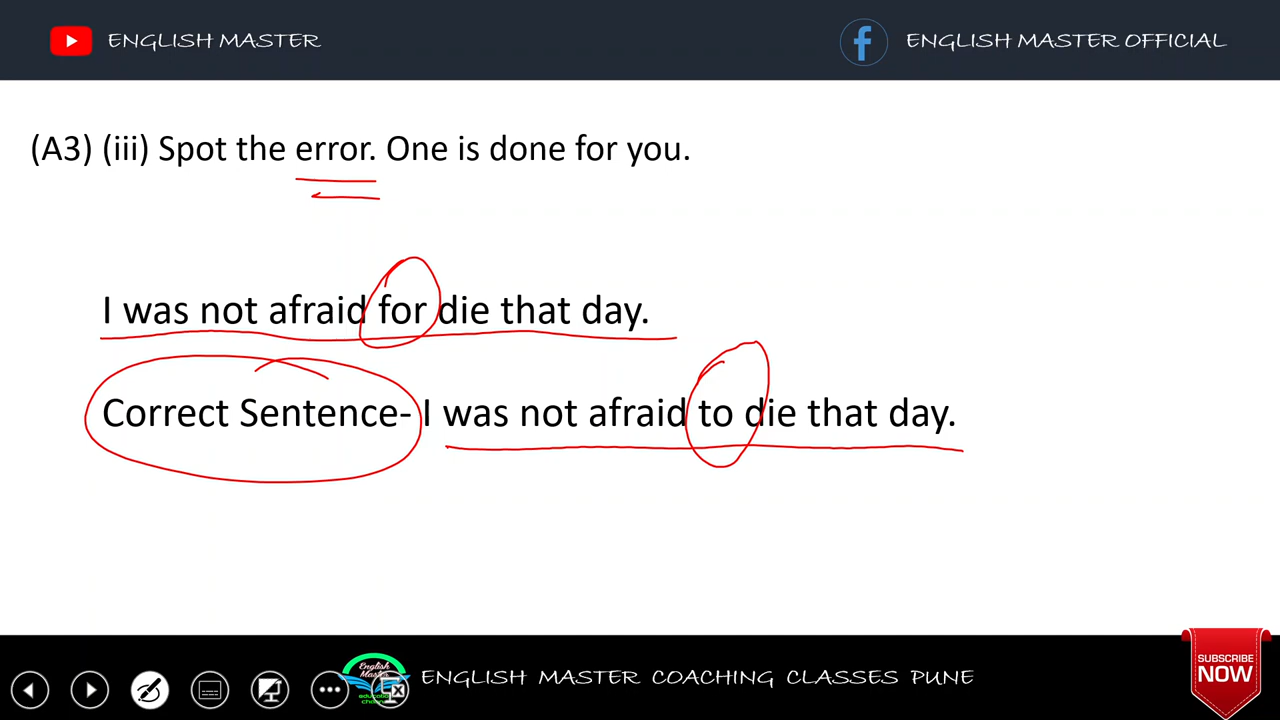 ENGLISH MASTER
ENGLISH MASTER OFFICIAL
(A3) (iii) Spot the error. One is done for you.
I was not afraid for die that day.
Correct Sentence- I was not afraid to die that day.
English
Master
ENGLISH MASTER COACHING CLASSES PUNE
SUBSCRIBE
NOW